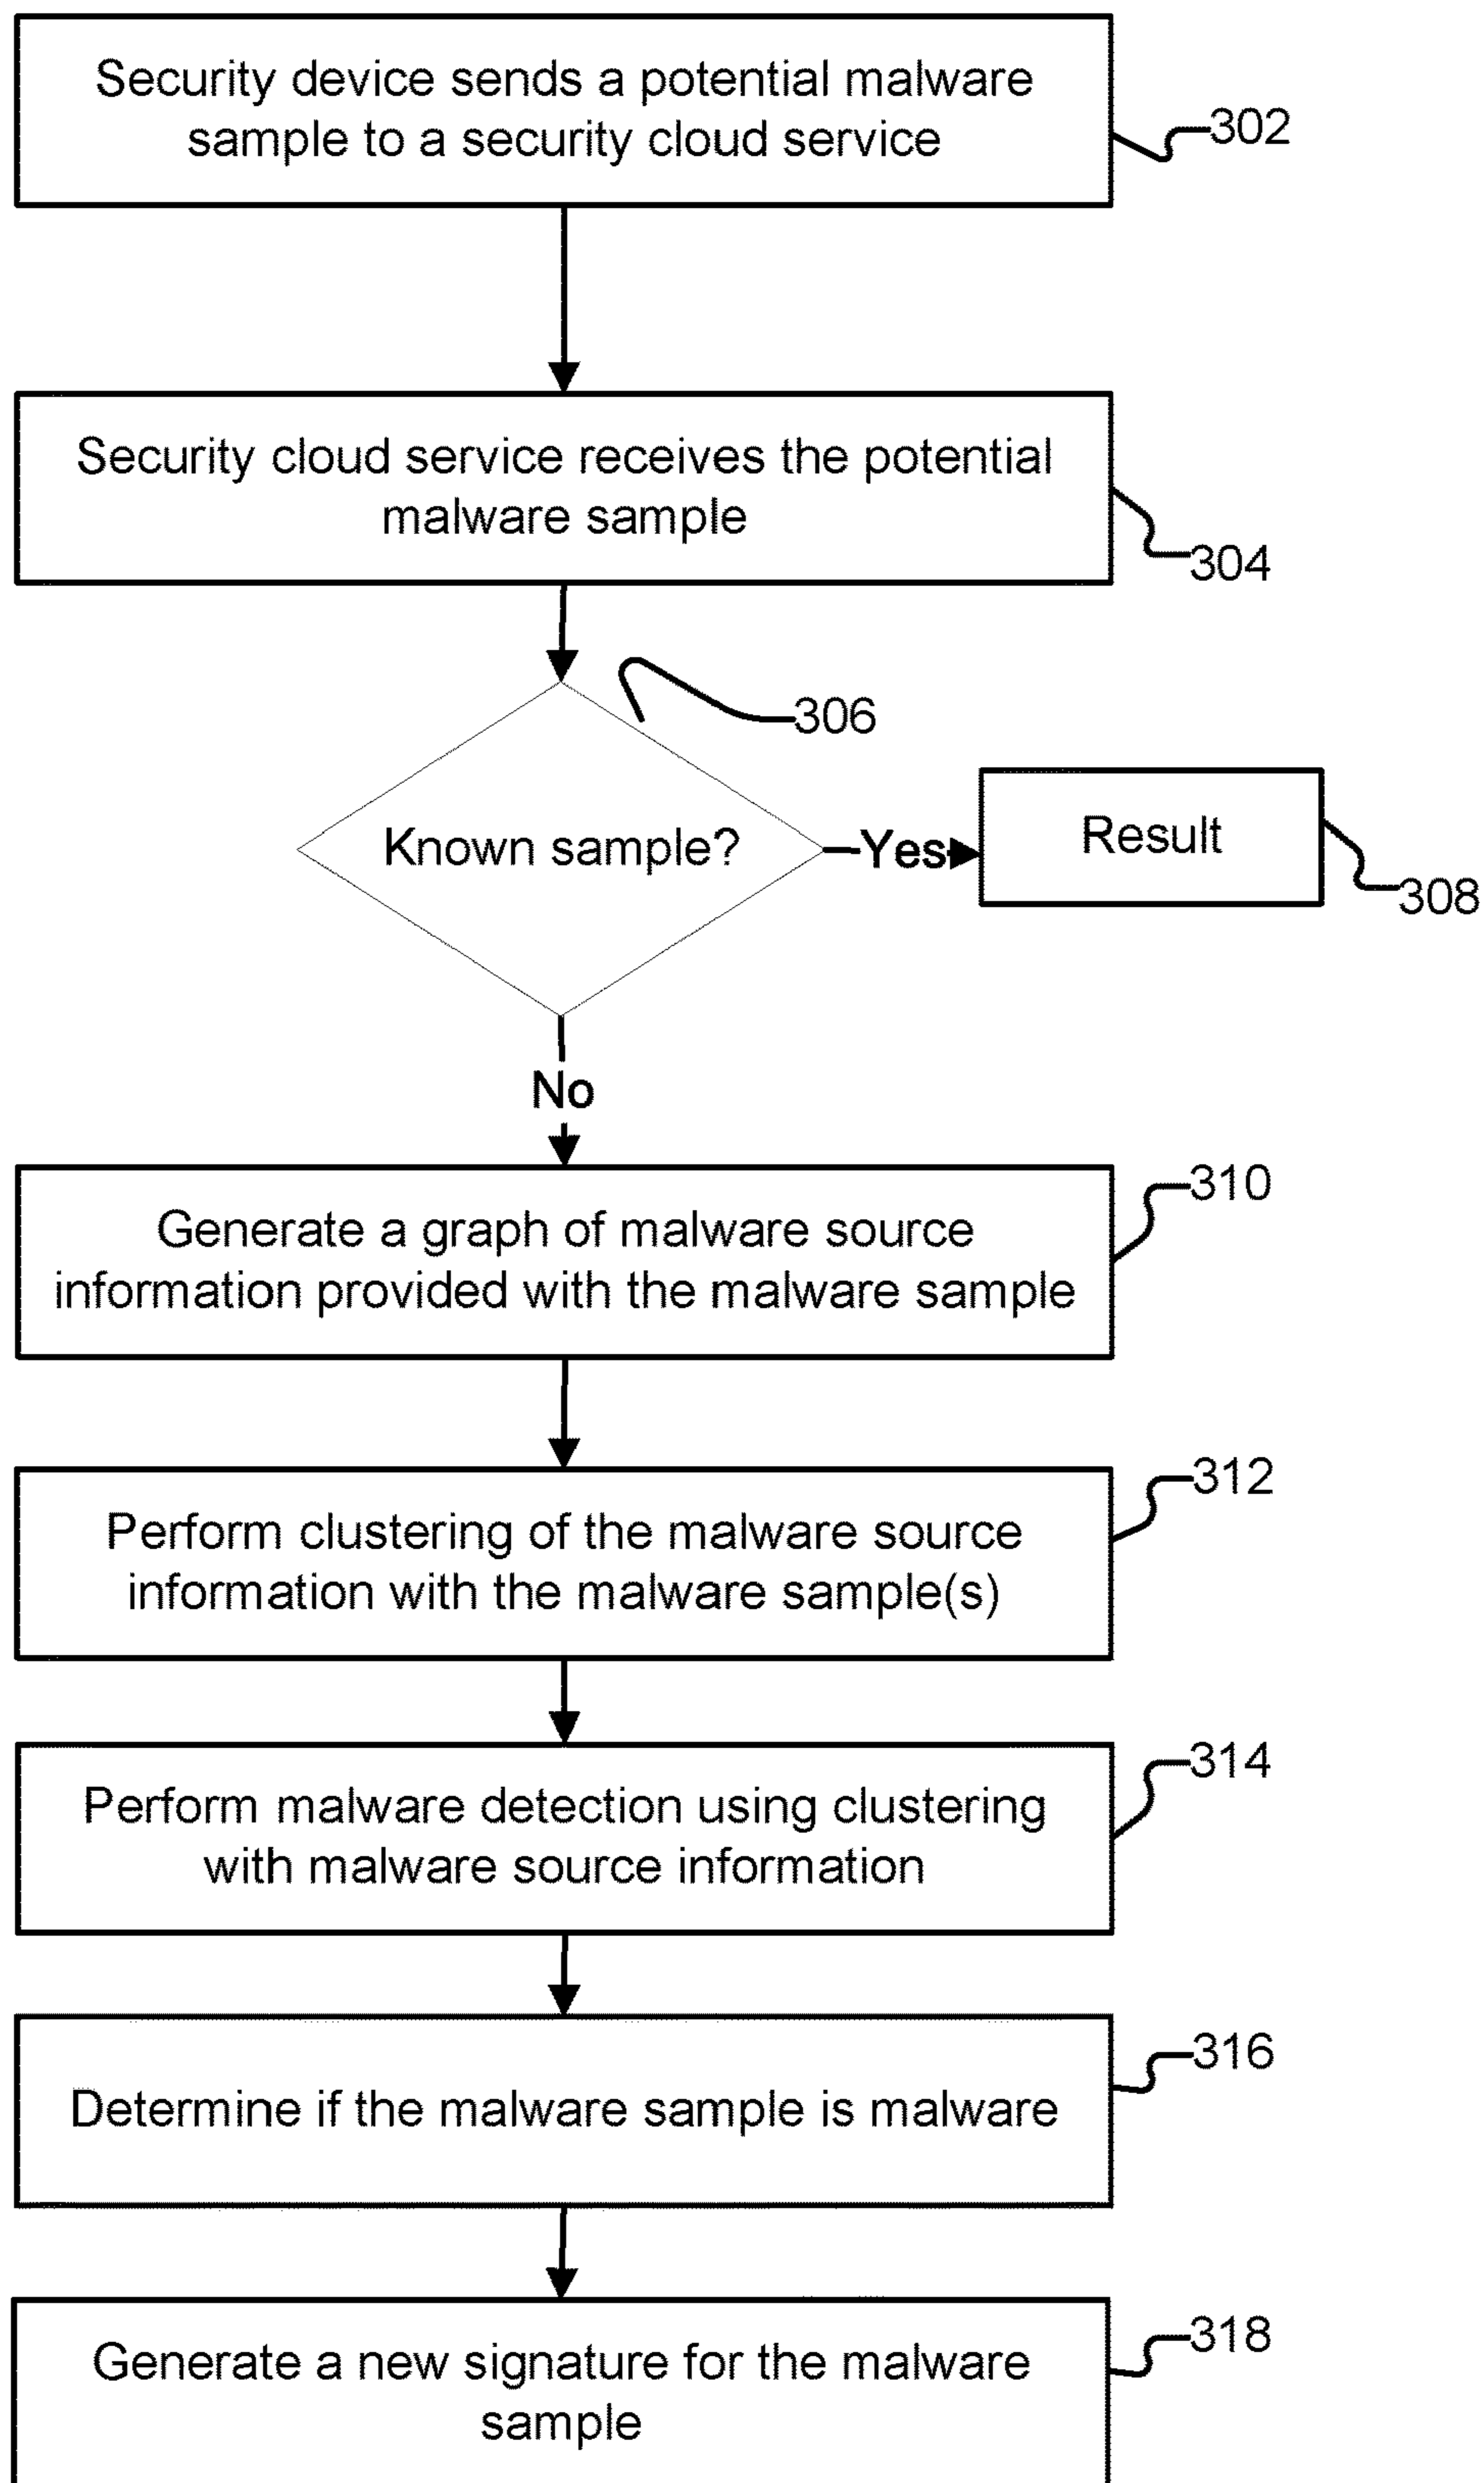 Security device sends a potential malware
sample to a security cloud service
302
Security cloud service receives the potential
malware sample
304
306
Known sample?
Yes
Result
308
No
Generate a graph of malware source
information provided with the malware sample
310
Perform clustering of the malware source
information with the malware sample(s)
312
Perform malware detection using clustering
with malware source information
314
Determine if the malware sample is malware
316
Generate a new signature for the malware
sample
318